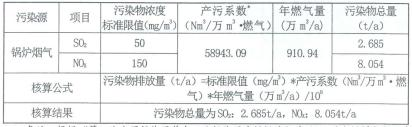 污染源 项目 污染物浓度标准限值(mg/m³) 产污系数*(Nm³/万m³·燃气) 年燃气量(万m³/a) 污染物总量(t/a)
锅炉烟气 SO₂ 50 58943.09 910.94 2.685
NOₓ 150 8.054
核算公式 污染物排放量(t/a)=标准限值(mg/m³)*产污系数(Nm³/万m³·燃
气)*年燃气量(万m³/a)/10⁹
核算结果 污染物总量为SO₂: 2.685t/a, NOₓ: 8.054t/a